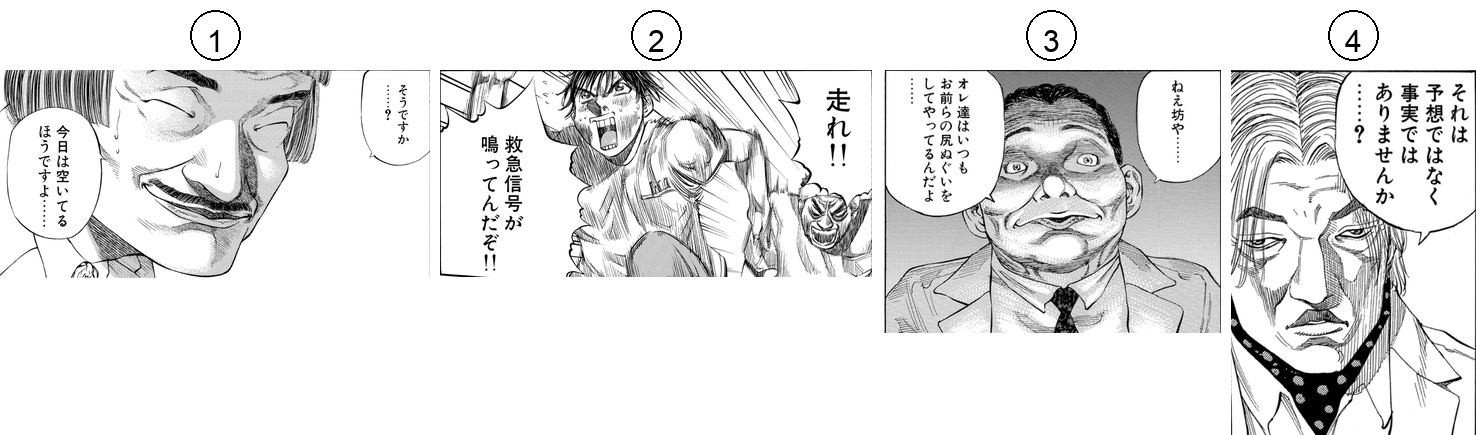 1
そうですか
……?
今日は空いてる
ほうですよ……
2
走れ!!
救急信号が
鳴ってんだぞ!!
3
ねえ坊や……
オレ達はいつも
お前らの尻ぬぐいを
してやってるんだよ
……
4
それは
予想ではなく
事実では
ありませんか
……?